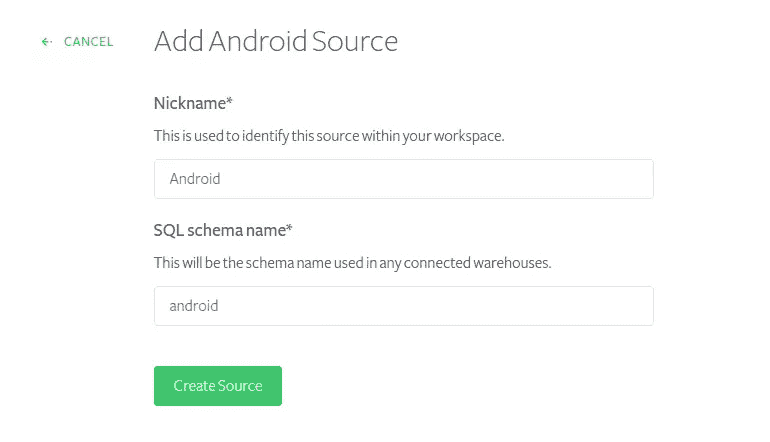 CANCEL
Add Android Source
Nickname*
This is used to identify this source within your workspace.
Android
SQL schema name*
This will be the schema name used in any connected warehouses.
android
Create Source